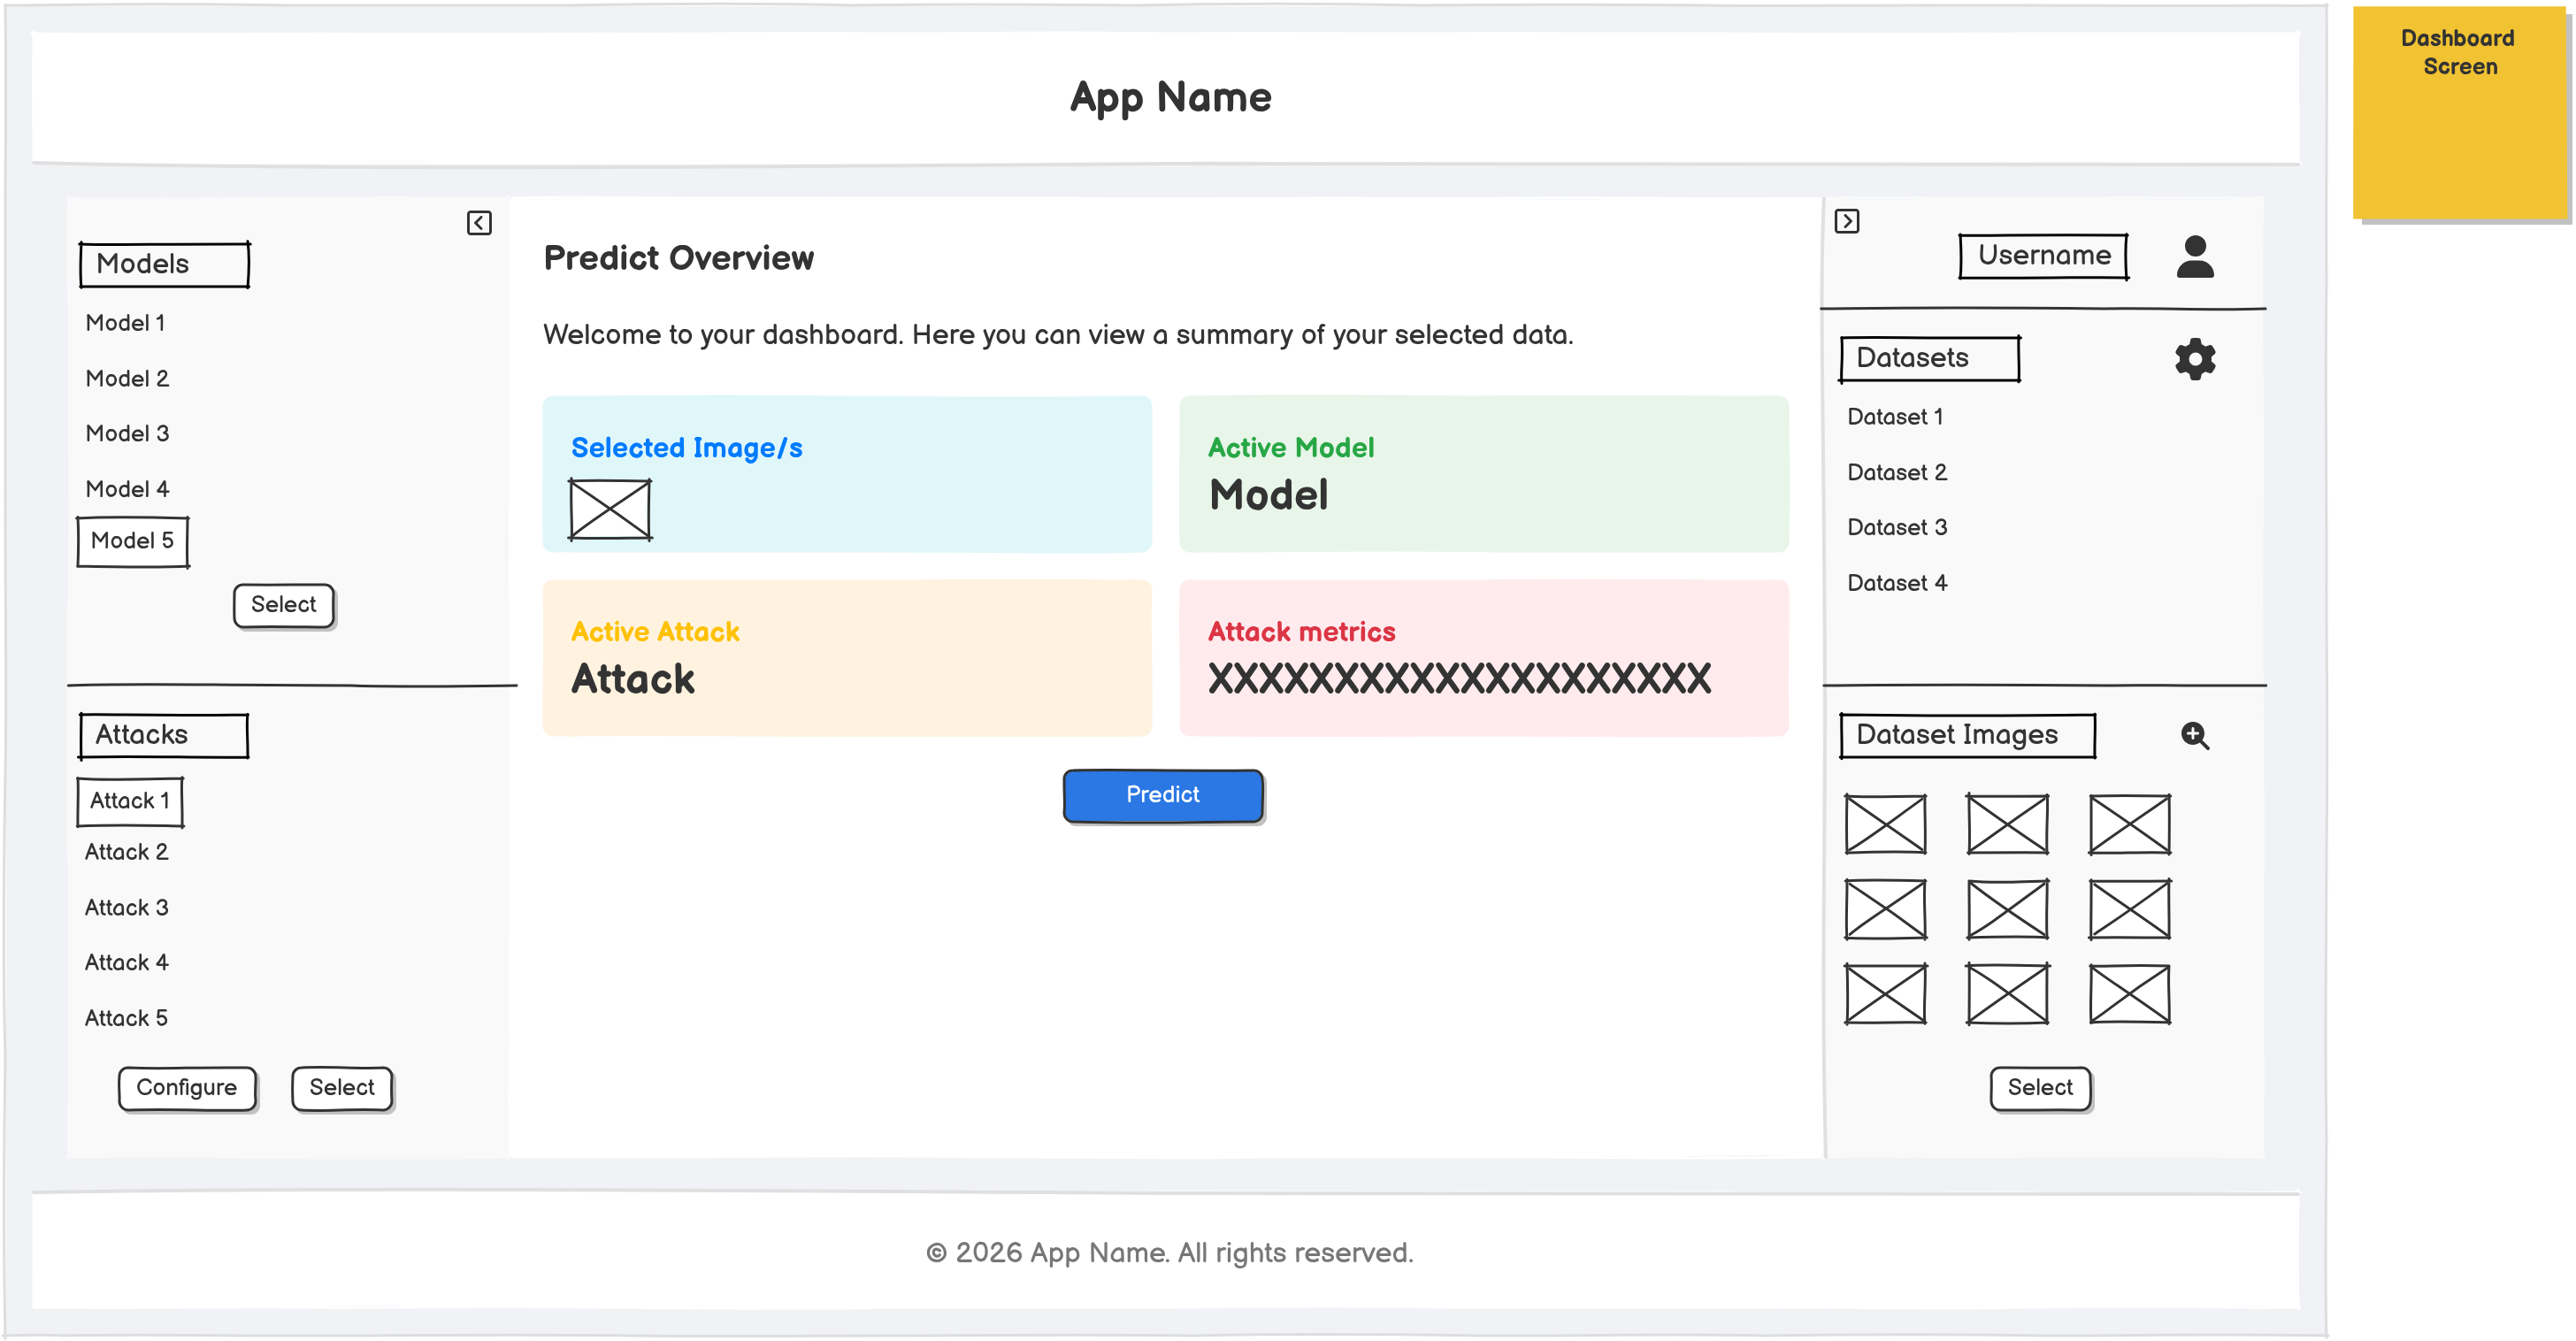 Dashboard
Screen
App Name
Models
Model 1
Model 2
Model 3
Model 4
Model 5
Select
Attacks
Attack 1
Attack 2
Attack 3
Attack 4
Attack 5
Configure
Select
Predict Overview
Welcome to your dashboard. Here you can view a summary of your selected data.
Selected Image/s
Active Model
Model
Active Attack
Attack
Attack metrics
XXXXXXXXXXXXXXXXXXXX
Predict
Username
Datasets
Dataset 1
Dataset 2
Dataset 3
Dataset 4
Dataset Images
Select
© 2026 App Name. All rights reserved.